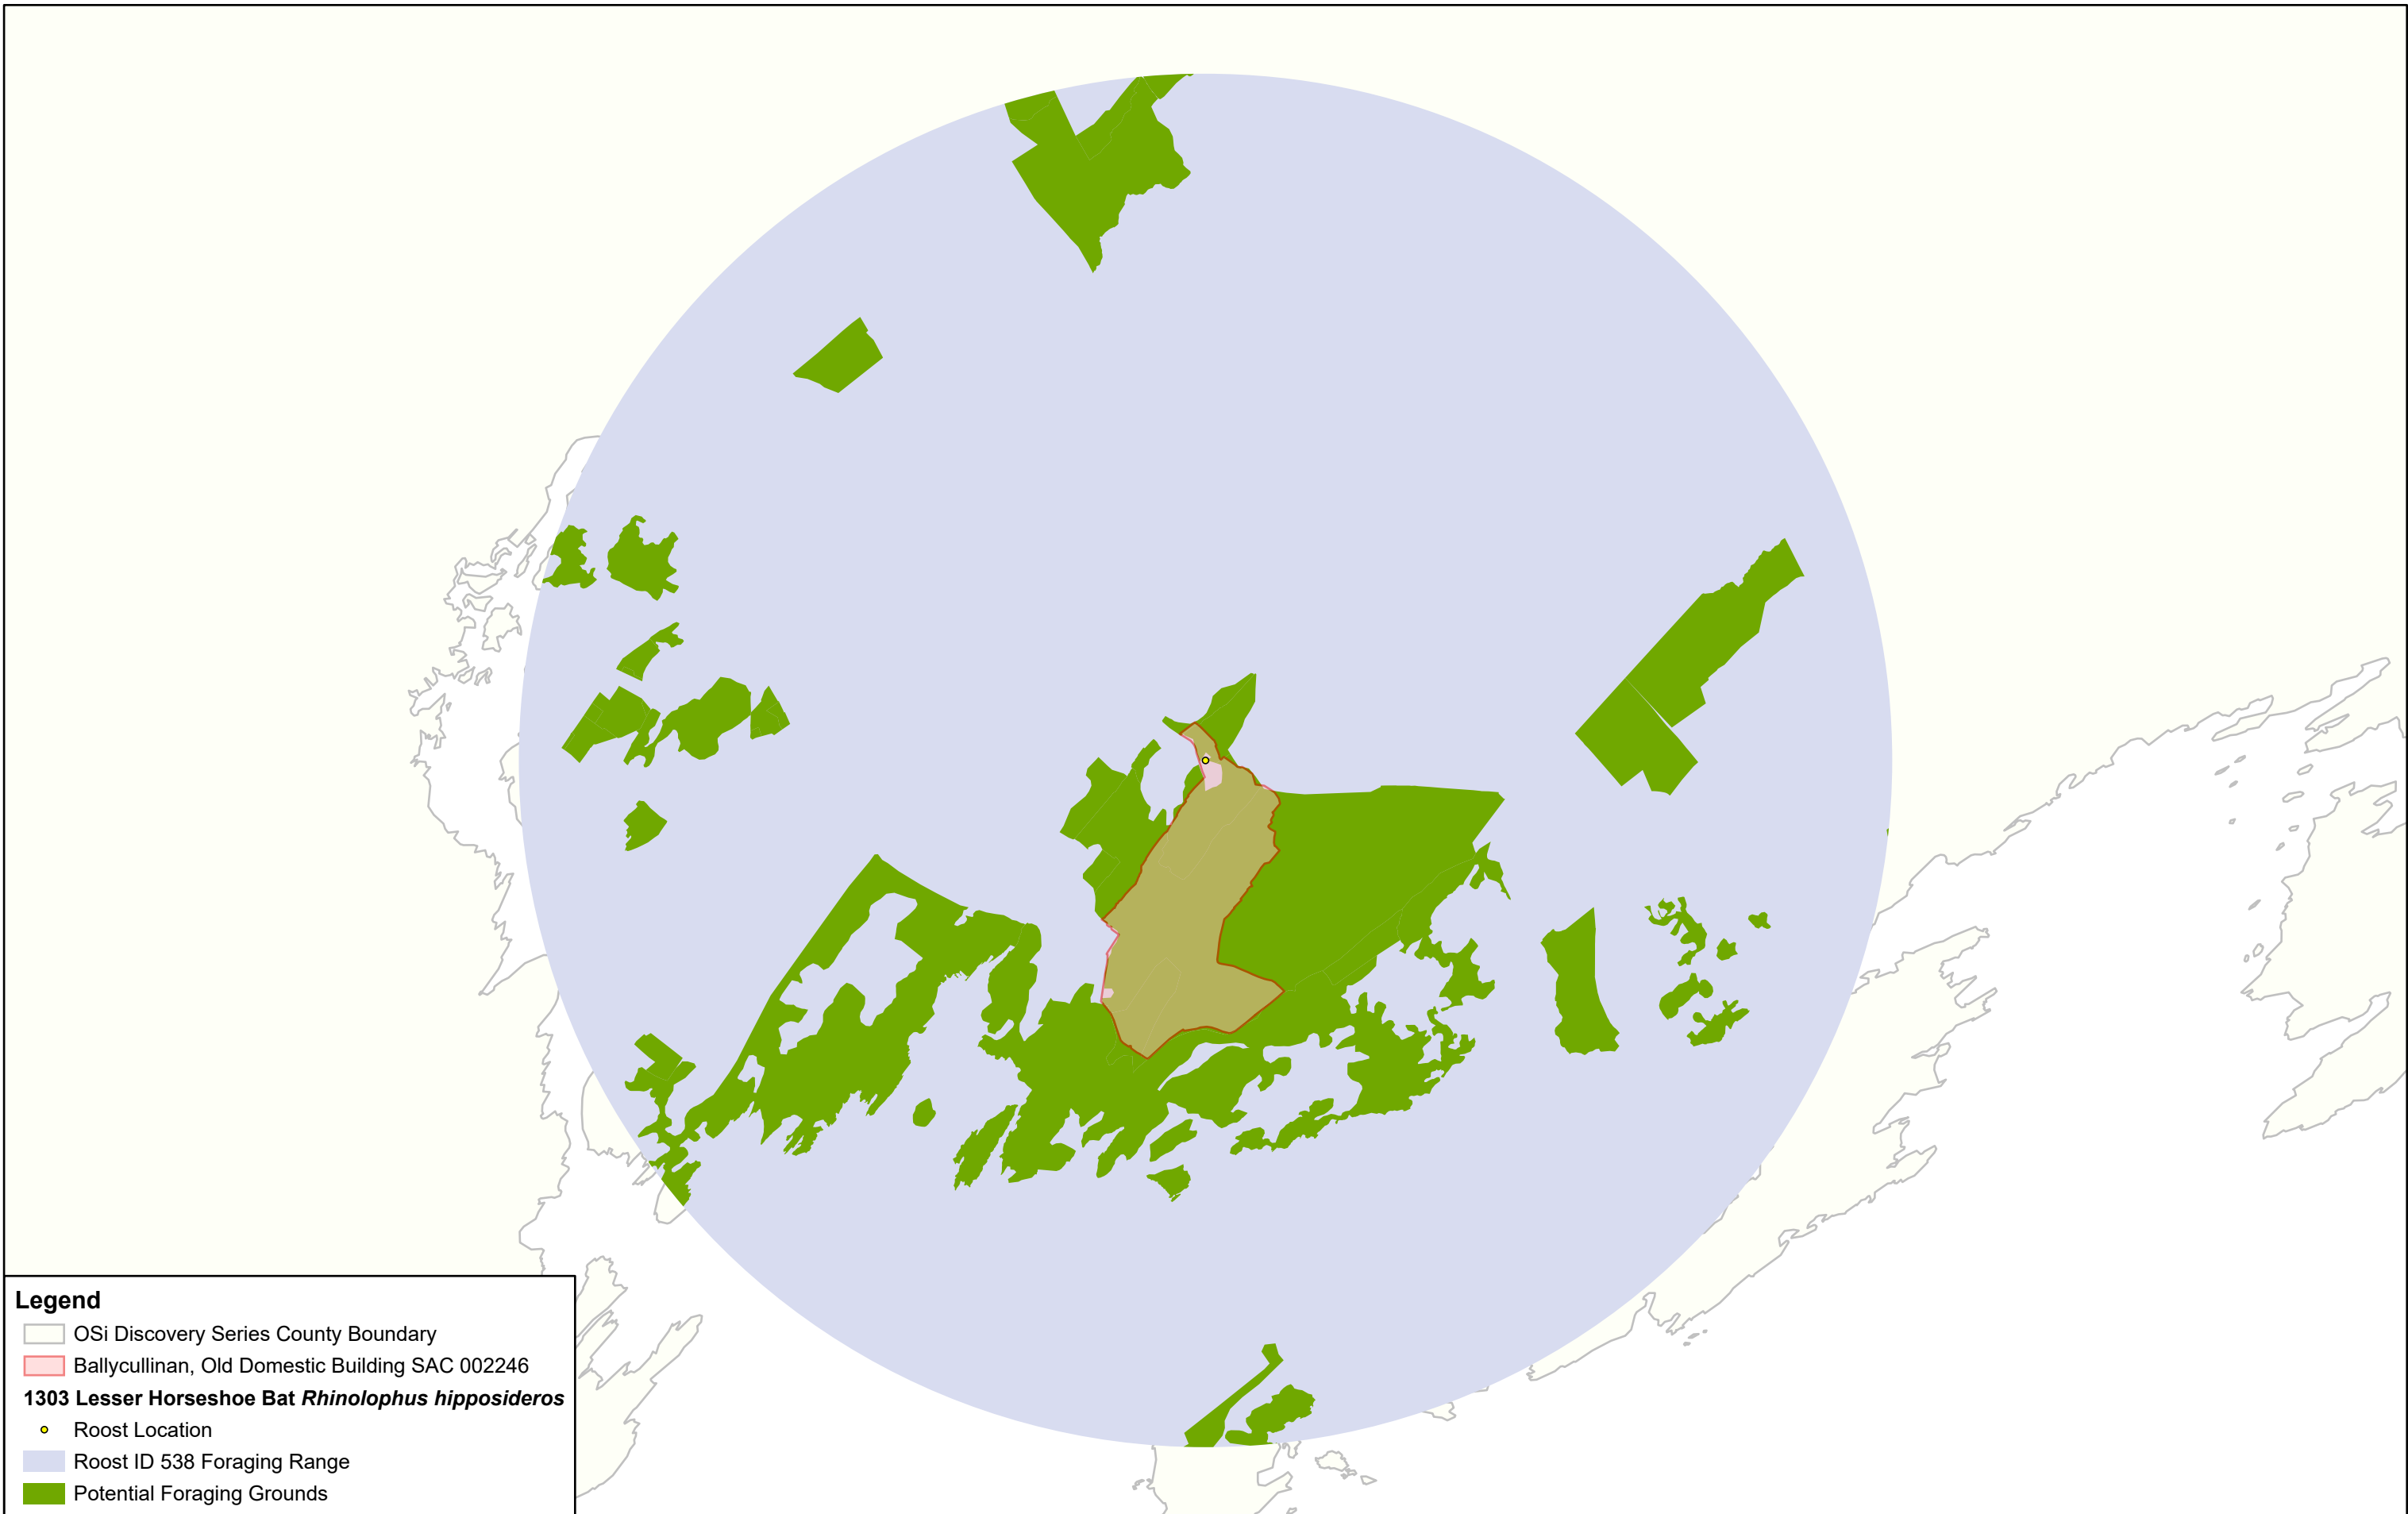 Legend
OSi Discovery Series County Boundary
Ballycullinan, Old Domestic Building SAC 002246
1303 Lesser Horseshoe Bat Rhinolophus hipposideros
Roost Location
Roost ID 538 Foraging Range
Potential Foraging Grounds